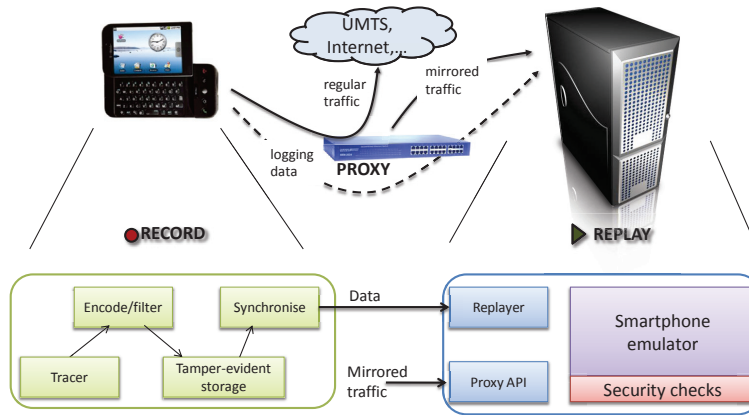 UMTS,
Internet,...
regular
traffic
mirrored
traffic
logging
data
PROXY
RECORD
REPLAY
Encode/filter
Synchronise
Tracer
Tamper-evident
storage
Data
Mirrored
traffic
Replayer
Proxy API
Smartphone
emulator
Security checks